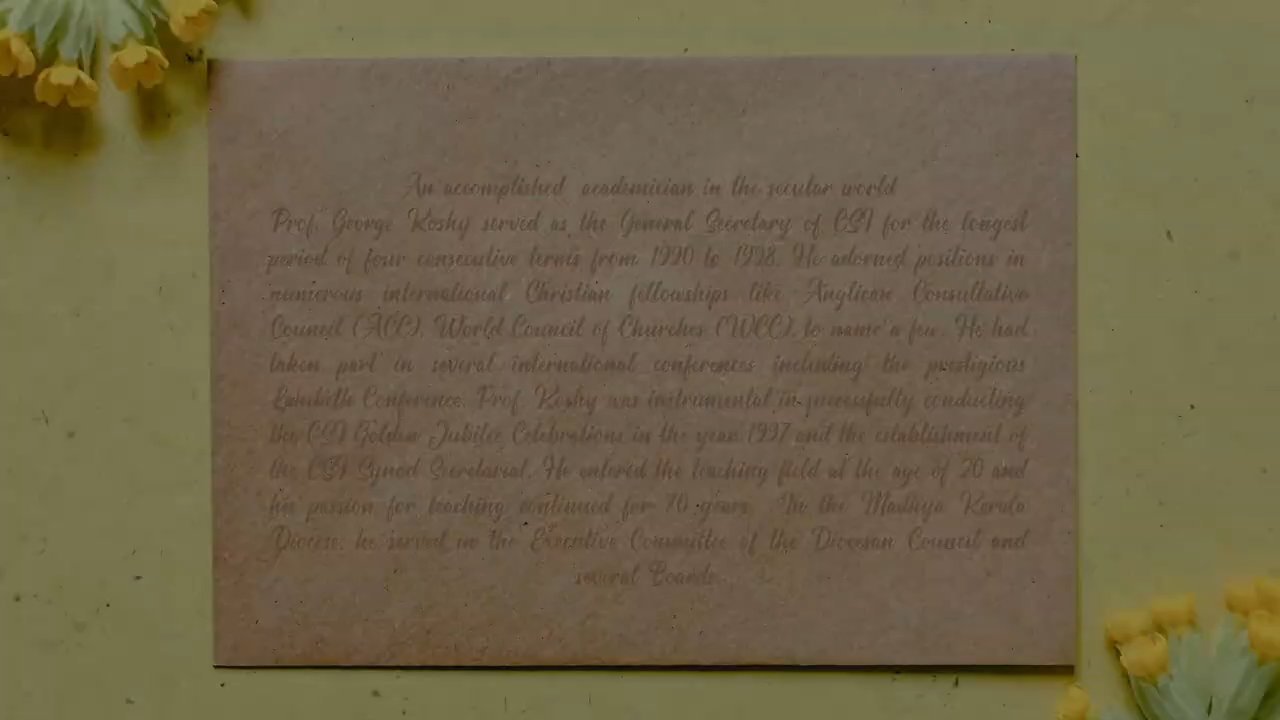 An accomplished academician in the secular world
Prof. George Koshy served as the General Secretary of CSI for the longest
period of four consecutive terms from 1990 to 1998. He adorned positions in
numerous international Christian fellowships like Anglican Consultative
Council (ACC), World Council of Churches (WCC), to name a few. He had
taken part in several international conferences including the prestigious
Lambeth Conference. Prof. Koshy was instrumental in successfully conducting
the CSI Golden Jubilee Celebrations in the year 1997 and the establishment of
the CSI Synod Secretariat. He entered the teaching field at the age of 20 and
his passion for teaching continued for 70 years. In the Madhya Kerala
Diocese, he served in the Executive Committee of the Diocesan Council and
several Boards.